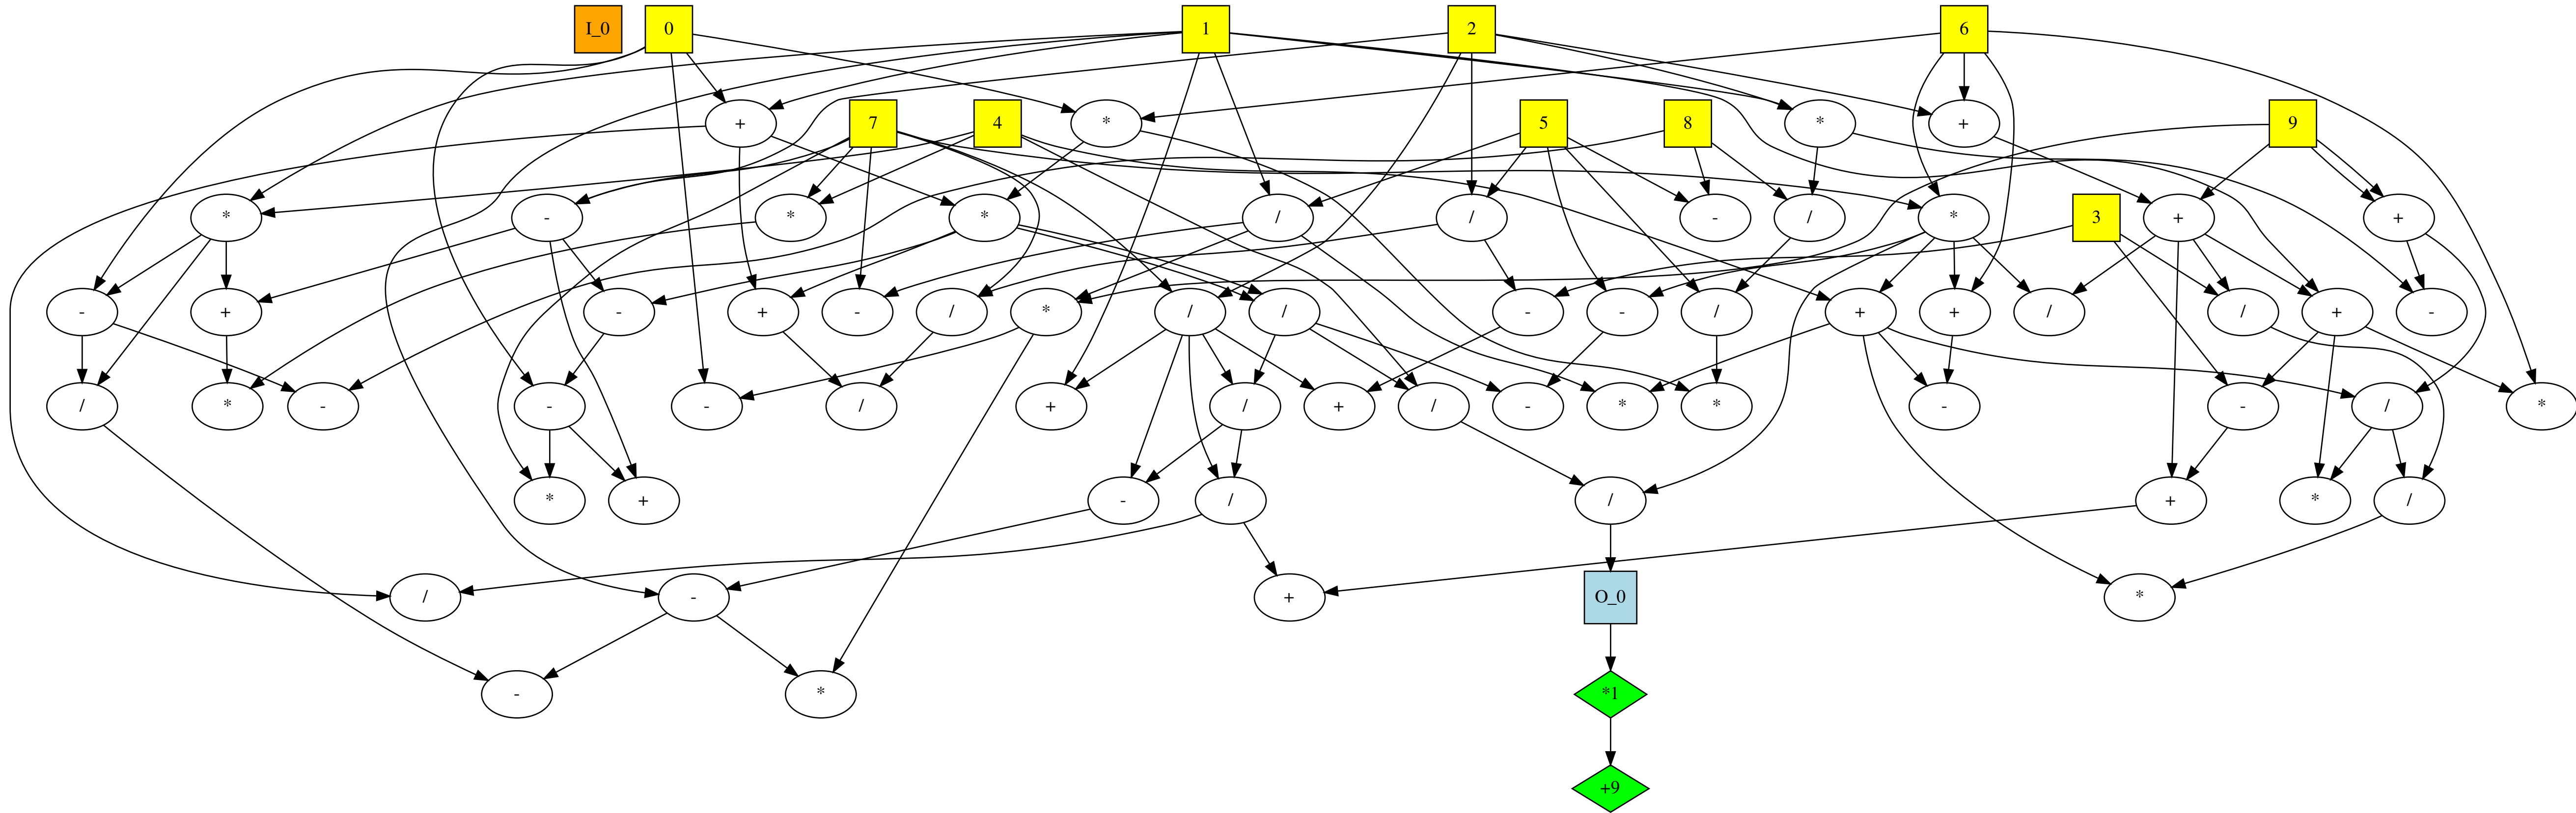 I_0 0 1 2 6
+ 7 4 * 5 8 * + 9
* - * * / / - / * 3 + +
- + - + - / * / / - - / + + / / + -
/ * - - - / + / + / - * * - - / *
* + - / / + * /
/ - + O_0 *
- * *1
+9